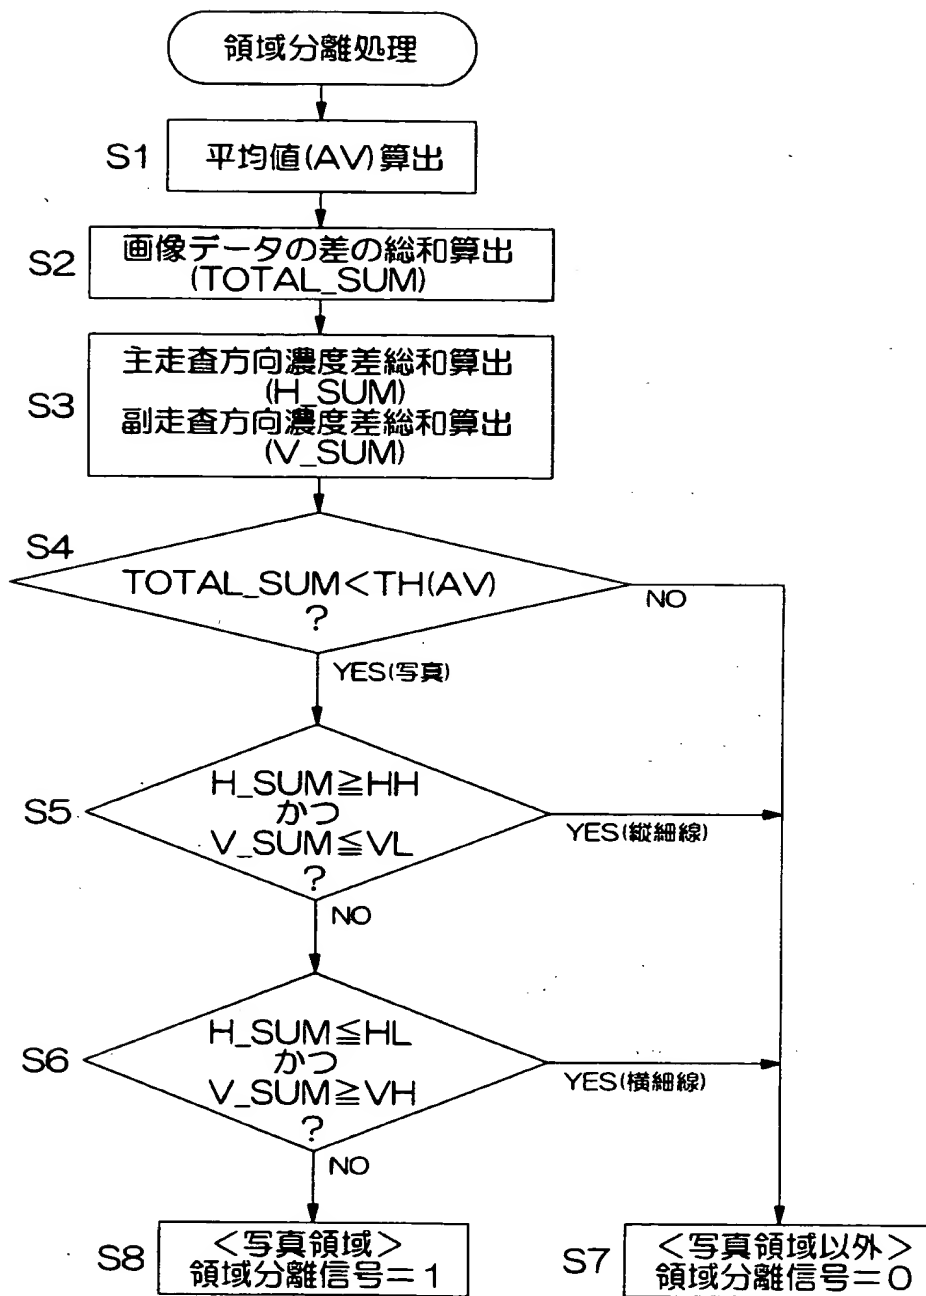 領域分離処理
S1
平均値(AV)算出
S2
画像データの差の総和算出
(TOTAL_SUM)
S3
主走査方向濃度差総和算出
(H_SUM)
副走査方向濃度差総和算出
(V_SUM)
S4
TOTAL_SUM<TH(AV)
?
NO
YES(写真)
S5
H_SUM≧HH
かつ
V_SUM≦VL
?
YES(縦細線)
NO
S6
H_SUM≦HL
かつ
V_SUM≧VH
?
YES(横細線)
NO
S8
<写真領域>
領域分離信号=1
S7
<写真領域以外>
領域分離信号=0